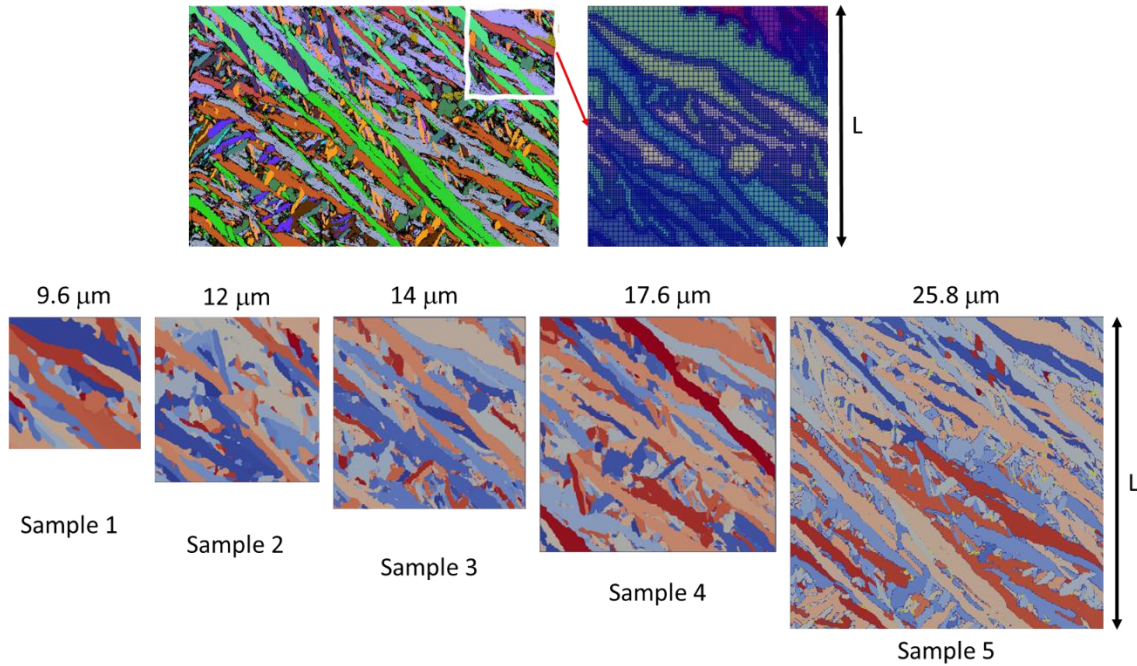 L
9.6 μm
12 μm
14 μm
17.6 μm
25.8 μm
L
Sample 1
Sample 2
Sample 3
Sample 4
Sample 5